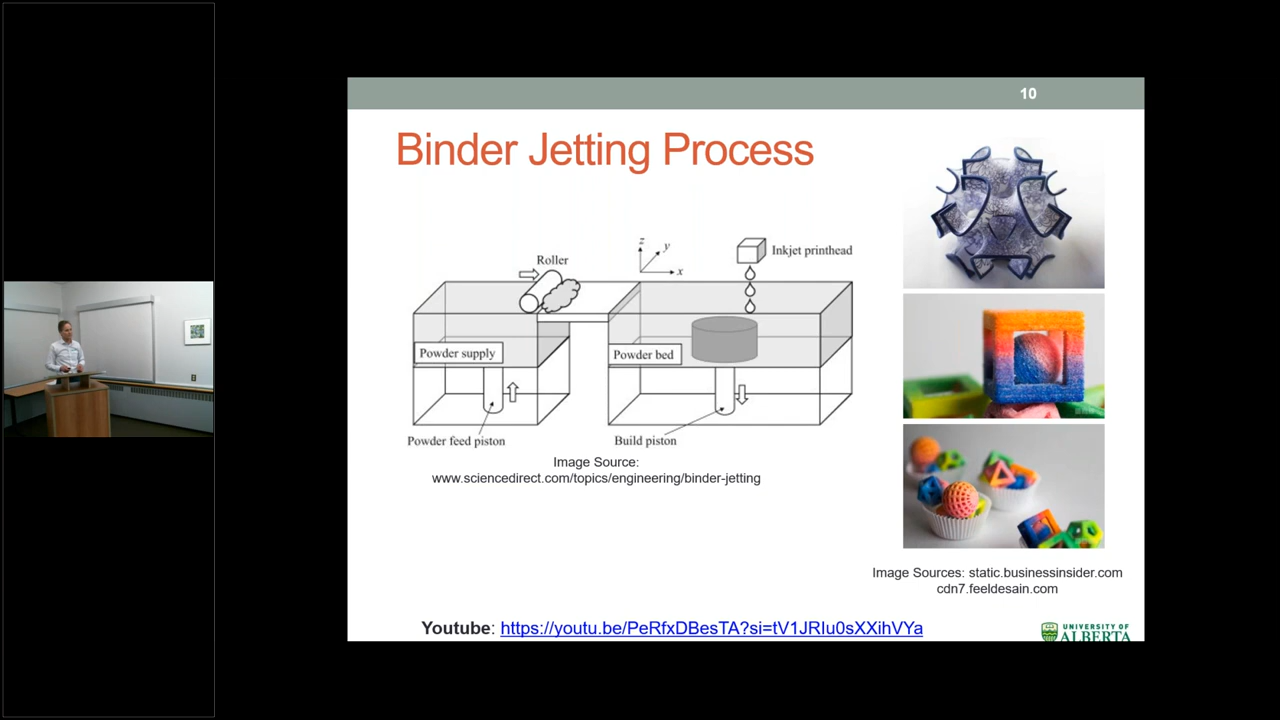 10
Binder Jetting Process
z
y
x
Inkjet printhead
Roller
Powder supply
Powder bed
Powder feed piston
Build piston
Image Source:
www.sciencedirect.com/topics/engineering/binder-jetting
Image Sources: static.businessinsider.com
cdn7.feeldesain.com
Youtube: https://youtu.be/PeRfxDBesTA?si=tV1JRIu0sXXihVYa
UNIVERSITY OF
ALBERTA